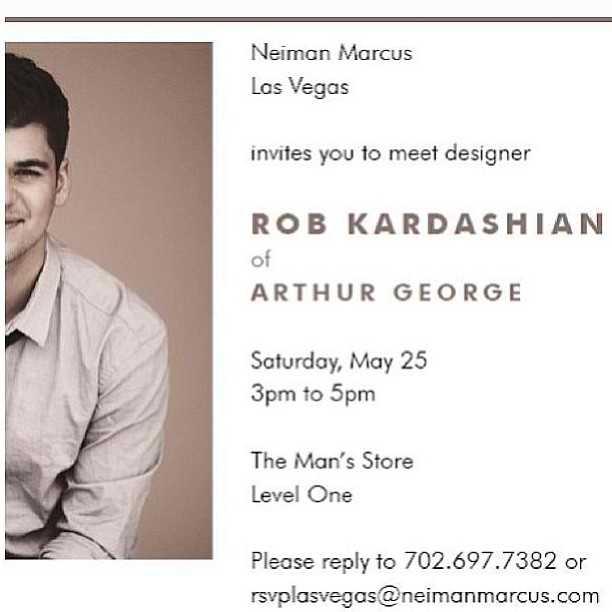 Neiman Marcus
Las Vegas
invites you to meet designer
ROB KARDASHIAN
of
ARTHUR GEORGE
Saturday, May 25
3pm to 5pm
The Man's Store
Level One
Please reply to 702.697.7382 or
rsvplasvegas@neimanmarcus.com